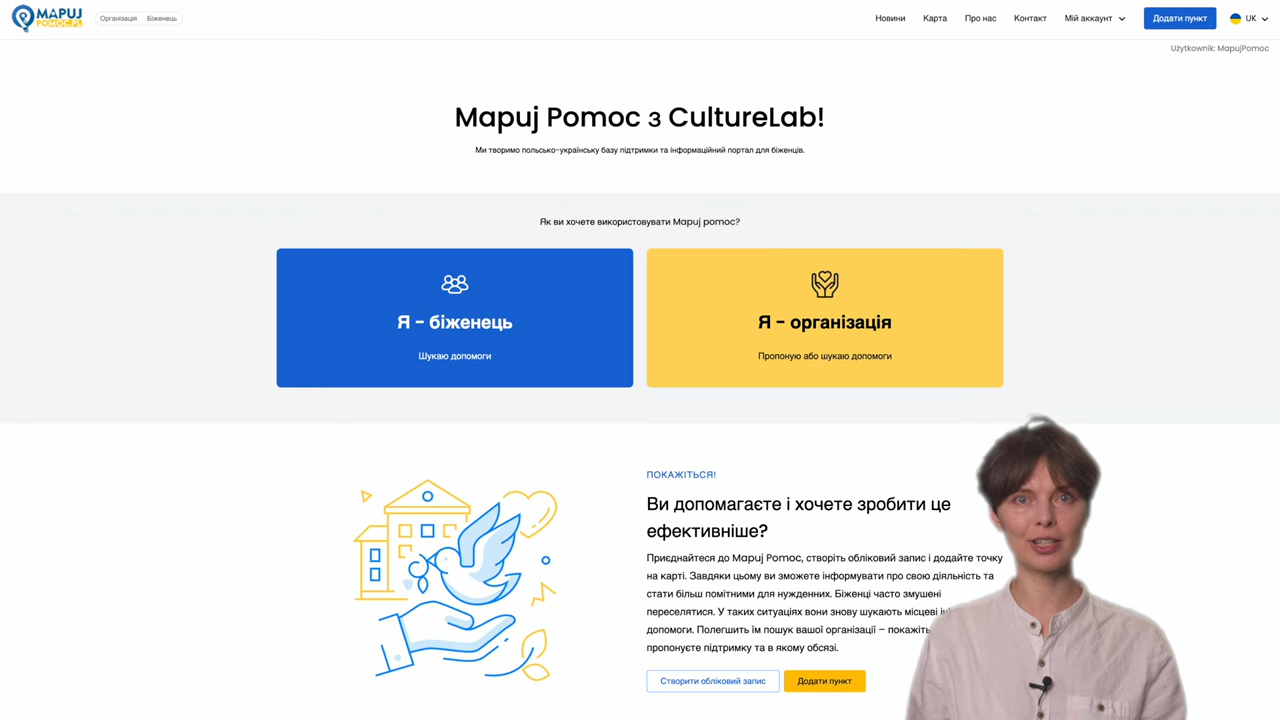 MAPUJ
POMOC.PL
Організація Біженець
Новини Карта Про нас Контакт Мій аккаунт Додати пункт UK
Użytkownik: MapujPomoc
Mapuj Pomoc з CultureLab!
Ми творимо польсько-українську базу підтримки та інформаційний портал для біженців.
Як ви хочете використовувати Mapuj pomoc?
Я - біженець
Шукаю допомоги
Я - організація
Пропоную або шукаю допомоги
ПОКАЖІТЬСЯ!
Ви допомагаєте і хочете зробити це
ефективніше?
Приєднайтеся до Mapuj Pomoc, створіть обліковий запис і додайте точку
на карті. Завдяки цьому ви зможете інформувати про свою діяльність та
стати більш помітними для нужденних. Біженці часто змушені
переселятися. У таких ситуаціях вони знову шукають місцеві
допомоги. Полегшить їм пошук вашої організації – покажіть
пропонуєте підтримку та в якому обсязі.
Створити обліковий запис Додати пункт